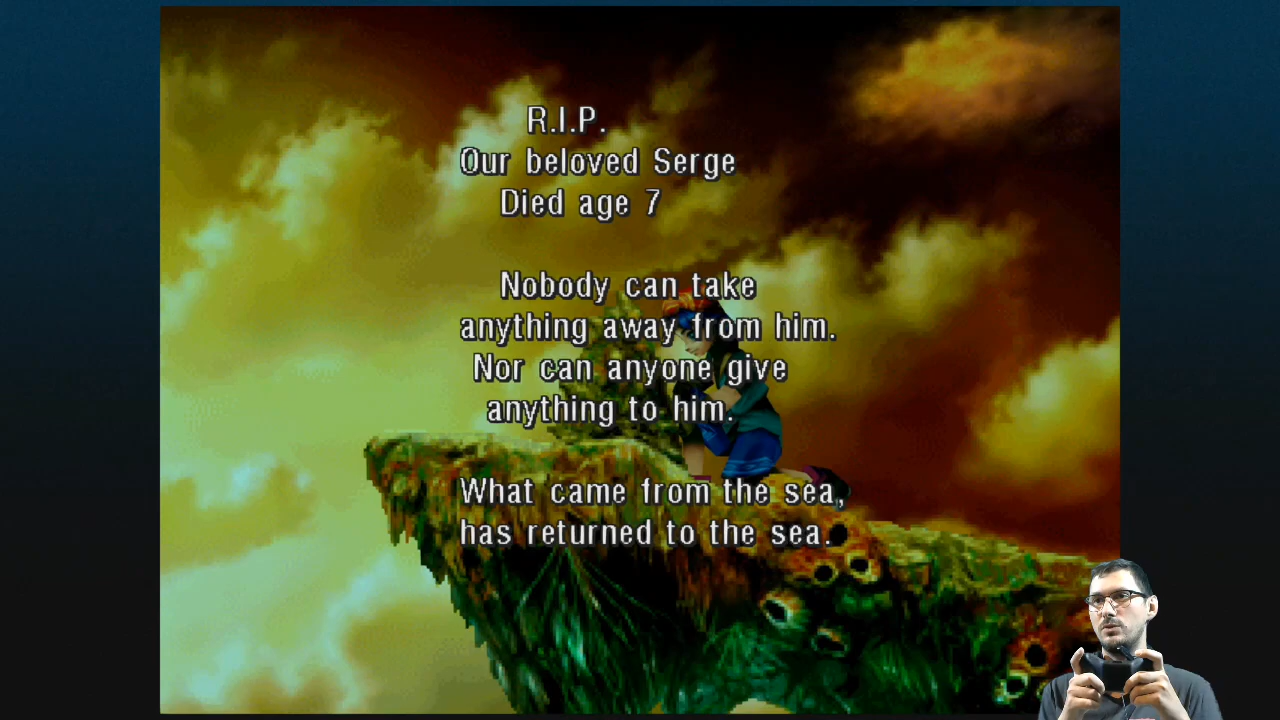 R.I.P.
Our beloved Serge
Died age 7
Nobody can take
anything away from him.
Nor can anyone give
anything to him.
What came from the sea,
has returned to the sea.